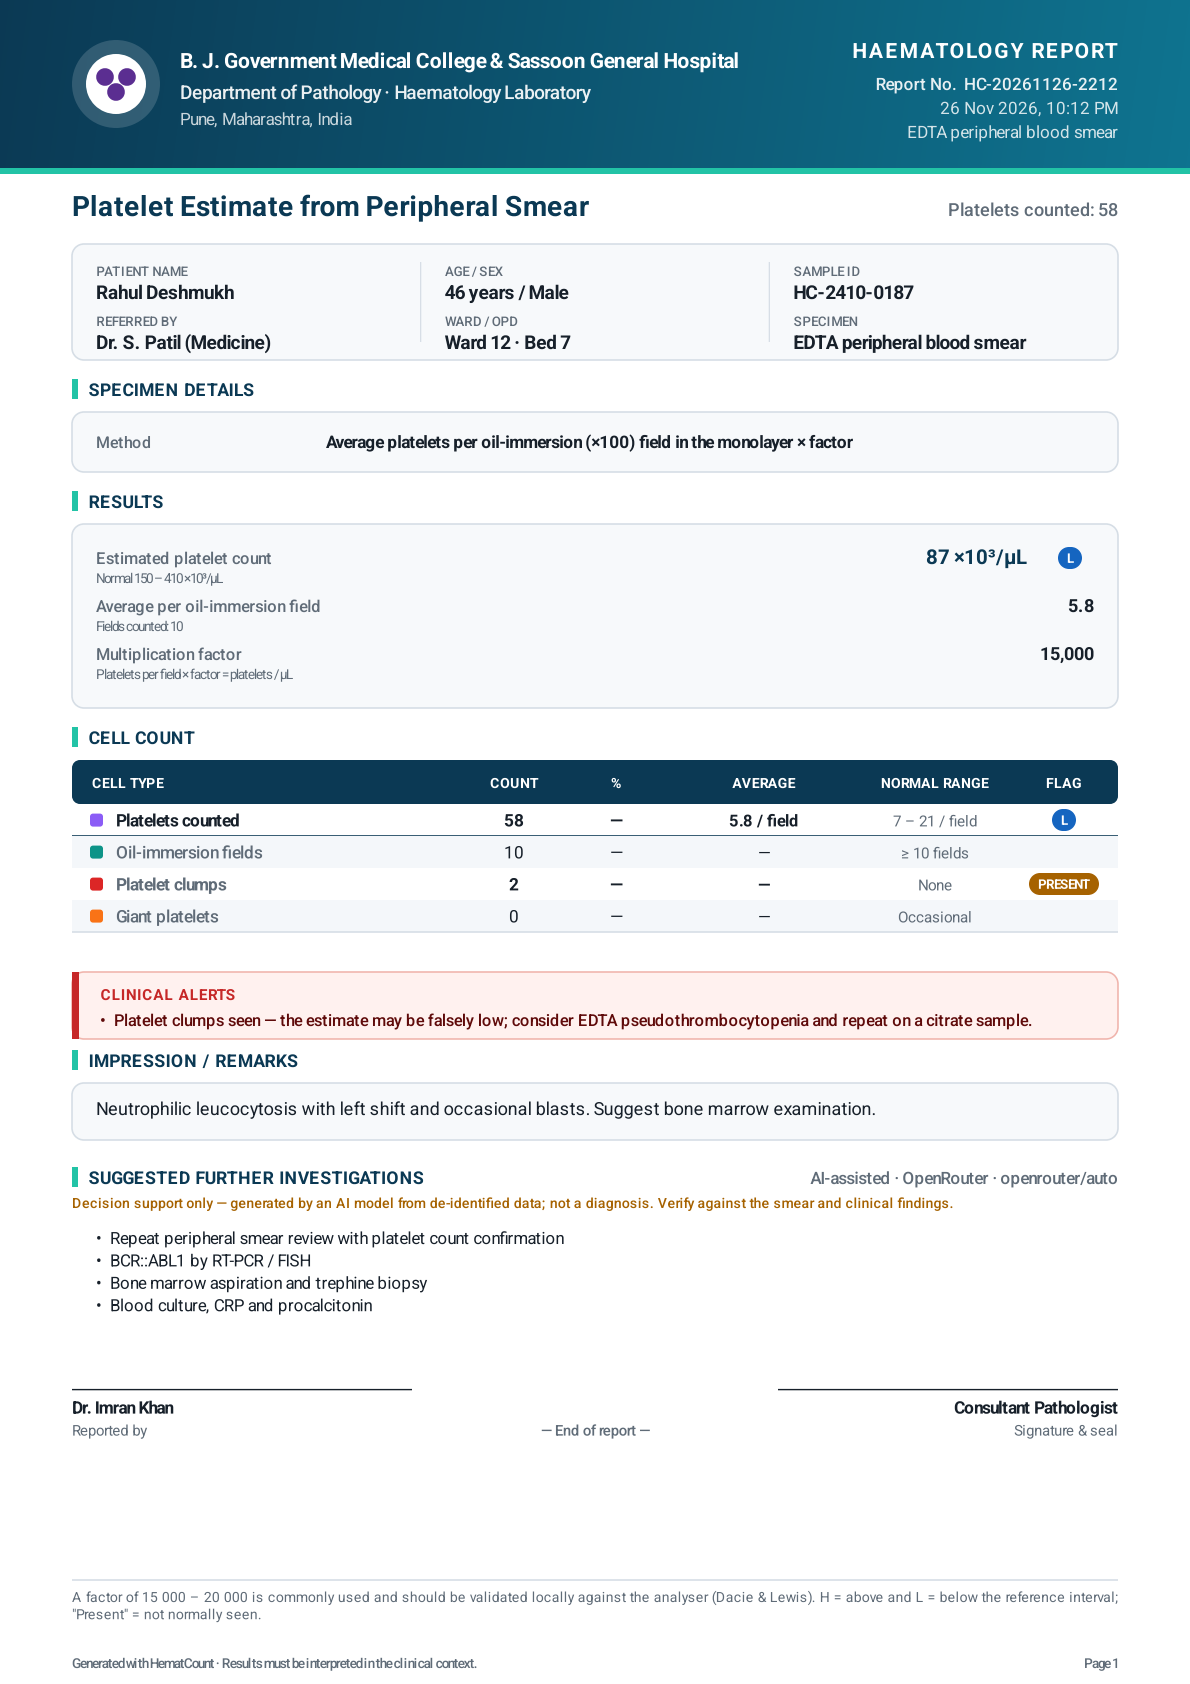 B. J. Government Medical College & Sassoon General Hospital
Department of Pathology · Haematology Laboratory
Pune, Maharashtra, India
HAEMATOLOGY REPORT
Report No. HC-20261126-2212
26 Nov 2026, 10:12 PM
EDTA peripheral blood smear
Platelet Estimate from Peripheral Smear
Platelets counted: 58
PATIENT NAME
Rahul Deshmukh
AGE / SEX
46 years / Male
SAMPLE ID
HC-2410-0187
REFERRED BY
Dr. S. Patil (Medicine)
WARD / OPD
Ward 12 · Bed 7
SPECIMEN
EDTA peripheral blood smear
SPECIMEN DETAILS
Method Average platelets per oil-immersion (×100) field in the monolayer × factor
RESULTS
Estimated platelet count 87 ×10³/µL L
Normal 150 – 410 ×10³/µL
Average per oil-immersion field 5.8
Fields counted: 10
Multiplication factor 15,000
Platelets per field × factor = platelets / µL
CELL COUNT
CELL TYPE COUNT % AVERAGE NORMAL RANGE FLAG
Platelets counted 58 — 5.8 / field 7 – 21 / field L
Oil-immersion fields 10 — — ≥ 10 fields
Platelet clumps 2 — — None PRESENT
Giant platelets 0 — — Occasional
CLINICAL ALERTS
• Platelet clumps seen — the estimate may be falsely low; consider EDTA pseudothrombocytopenia and repeat on a citrate sample.
IMPRESSION / REMARKS
Neutrophilic leucocytosis with left shift and occasional blasts. Suggest bone marrow examination.
SUGGESTED FURTHER INVESTIGATIONS
AI-assisted · OpenRouter · openrouter/auto
Decision support only — generated by an AI model from de-identified data; not a diagnosis. Verify against the smear and clinical findings.
• Repeat peripheral smear review with platelet count confirmation
• BCR::ABL1 by RT-PCR / FISH
• Bone marrow aspiration and trephine biopsy
• Blood culture, CRP and procalcitonin
Dr. Imran Khan
Reported by
— End of report —
Consultant Pathologist
Signature & seal
A factor of 15 000 – 20 000 is commonly used and should be validated locally against the analyser (Dacie & Lewis). H = above and L = below the reference interval;
"Present" = not normally seen.
Generated with HematCount · Results must be interpreted in the clinical context.
Page 1